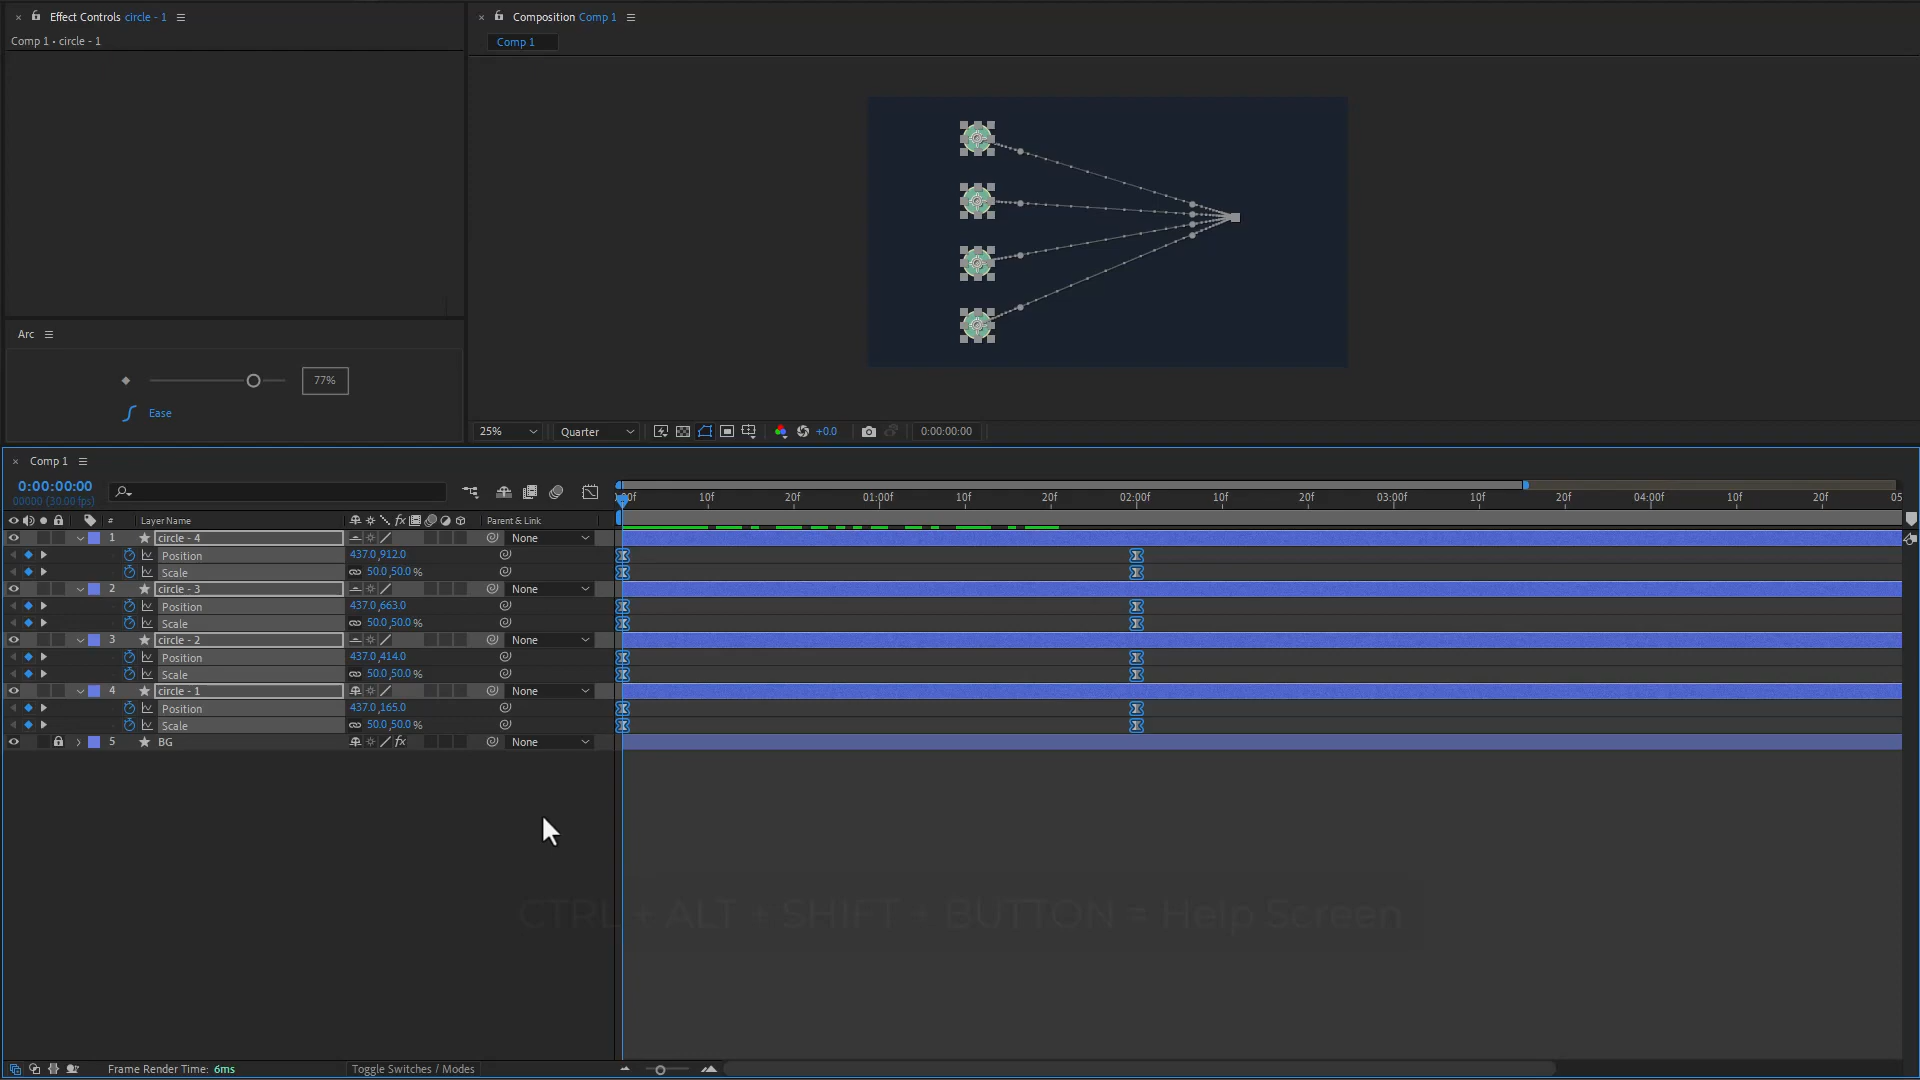 Effect Controls circle - 1
Comp 1 • circle - 1
Arc
77%
Ease
Composition Comp 1
Comp 1
25%
Quarter
+0.0
0:00:00:00
Comp 1
0:00:00:00
00000 (30.00 fps)
10f 20f 01:00f 10f 20f 02:00f 10f 20f 03:00f 10f 20f 04:00f 10f 20f 05
# Layer Name fx Parent & Link
1 circle - 4 None
Position 437.0,912.0
Scale 50.0,50.0 %
2 circle - 3 None
Position 437.0,663.0
Scale 50.0,50.0 %
3 circle - 2 None
Position 437.0,414.0
Scale 50.0,50.0 %
4 circle - 1 None
Position 437.0,165.0
Scale 50.0,50.0 %
5 BG fx None
CTRL + ALT + SHIFT + BUTTON = Help Screen
Frame Render Time: 6ms
Toggle Switches / Modes